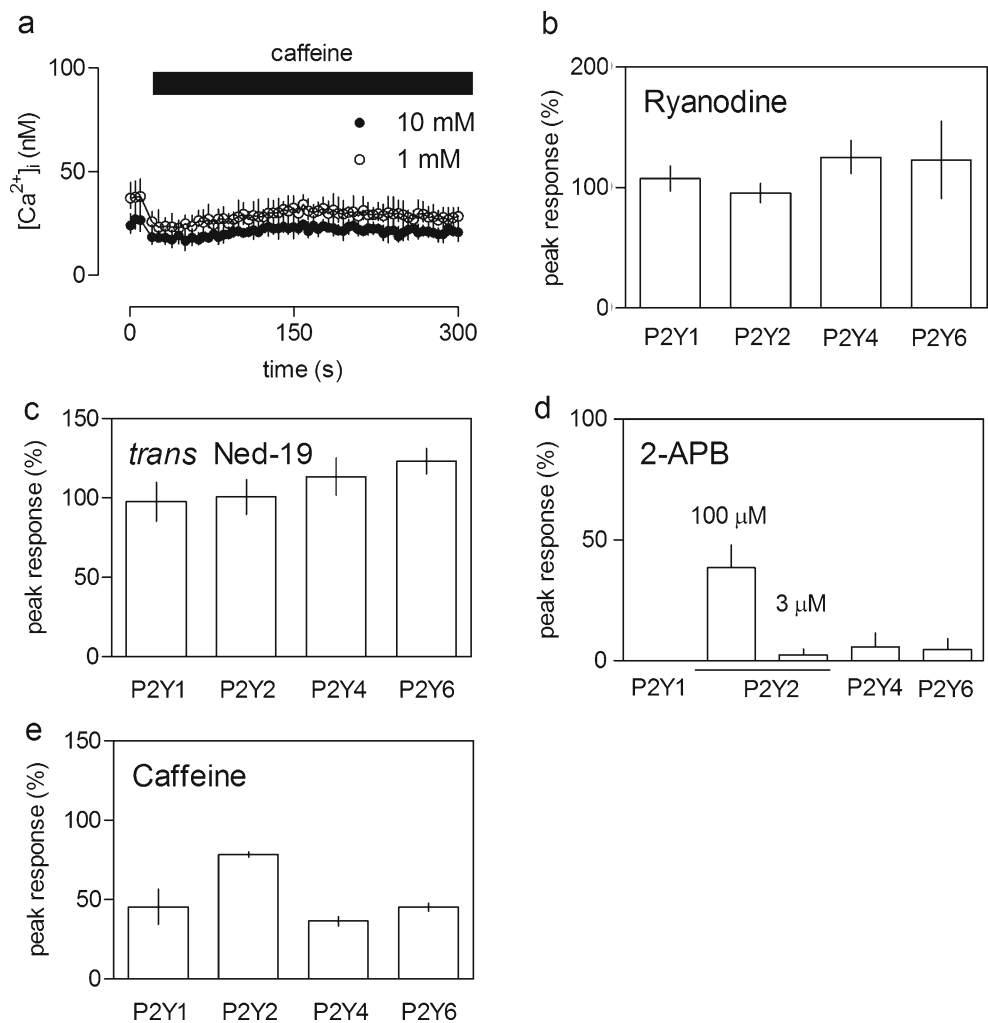 a
caffeine
100
50
0
[Ca²⁺]ᵢ (nM)
10 mM
1 mM
0
150
300
time (s)
b
200
100
0
peak response (%)
Ryanodine
P2Y1
P2Y2
P2Y4
P2Y6
c
150
100
50
0
peak response (%)
trans Ned-19
P2Y1
P2Y2
P2Y4
P2Y6
d
100
50
0
peak response (%)
2-APB
100 μM
3 μM
P2Y1
P2Y2
P2Y4
P2Y6
e
150
100
50
0
peak response (%)
Caffeine
P2Y1
P2Y2
P2Y4
P2Y6